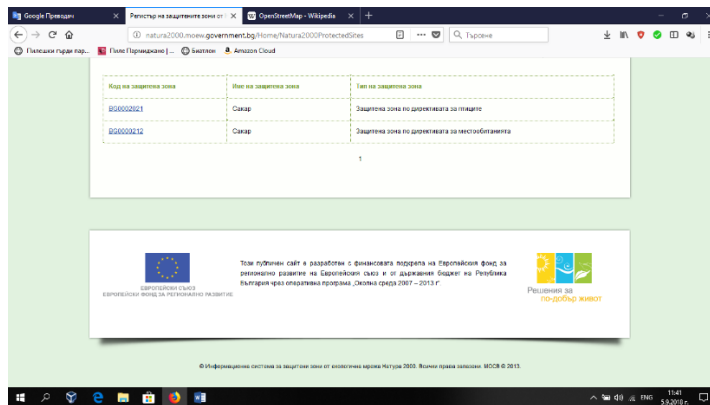 Google Преводач
Регистър на защитените зони от
OpenStreetMap - Wikipedia
natura2000.moew.government.bg/Home/Natura2000ProtectedSites
Търсене
Пилешки гърди пар...
Пиле Пармиджано | ...
Биатлон
Amazon Cloud
Код на защитена зона
Име на защитена зона
Тип на защитена зона
BG0002021
Сакар
Защитена зона по директивата за птиците
BG0000212
Сакар
Защитена зона по директивата за местообитанията
1
ЕВРОПЕЙСКИ СЪЮЗ
ЕВРОПЕЙСКИ ФОНД ЗА РЕГИОНАЛНО РАЗВИТИЕ
Този публичен сайт е разработен с финансовата подкрепа на Европейския фонд за
регионално развитие на Европейския съюз и от държавния бюджет на Република
България чрез оперативна програма „Околна среда 2007 – 2013 г".
Решения за
по-добър живот
© Информационна система за защитени зони от екологична мрежа Натура 2000. Всички права запазени. МОСВ © 2013.
ENG
11:41
5.9.2018 г.